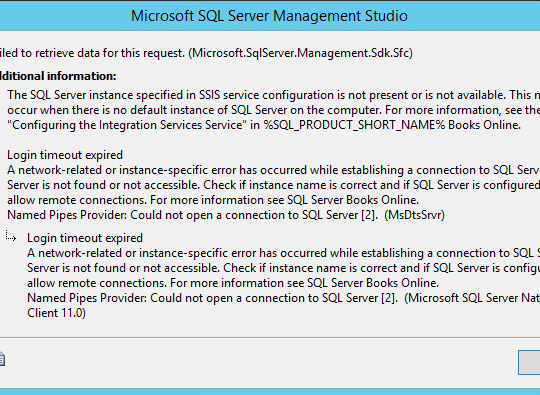 Microsoft SQL Server Management Studio
iled to retrieve data for this request. (Microsoft.SqlServer.Management.Sdk.Sfc)
dditional information:
The SQL Server instance specified in SSIS service configuration is not present or is not available. This n
occur when there is no default instance of SQL Server on the computer. For more information, see the
"Configuring the Integration Services Service" in %SQL_PRODUCT_SHORT_NAME% Books Online.
Login timeout expired
A network-related or instance-specific error has occurred while establishing a connection to SQL Serve
Server is not found or not accessible. Check if instance name is correct and if SQL Server is configured
allow remote connections. For more information see SQL Server Books Online.
Named Pipes Provider: Could not open a connection to SQL Server [2].  (MsDtsSrvr)
Login timeout expired
A network-related or instance-specific error has occurred while establishing a connection to SQL S
Server is not found or not accessible. Check if instance name is correct and if SQL Server is configu
allow remote connections. For more information see SQL Server Books Online.
Named Pipes Provider: Could not open a connection to SQL Server [2].  (Microsoft SQL Server Nat
Client 11.0)